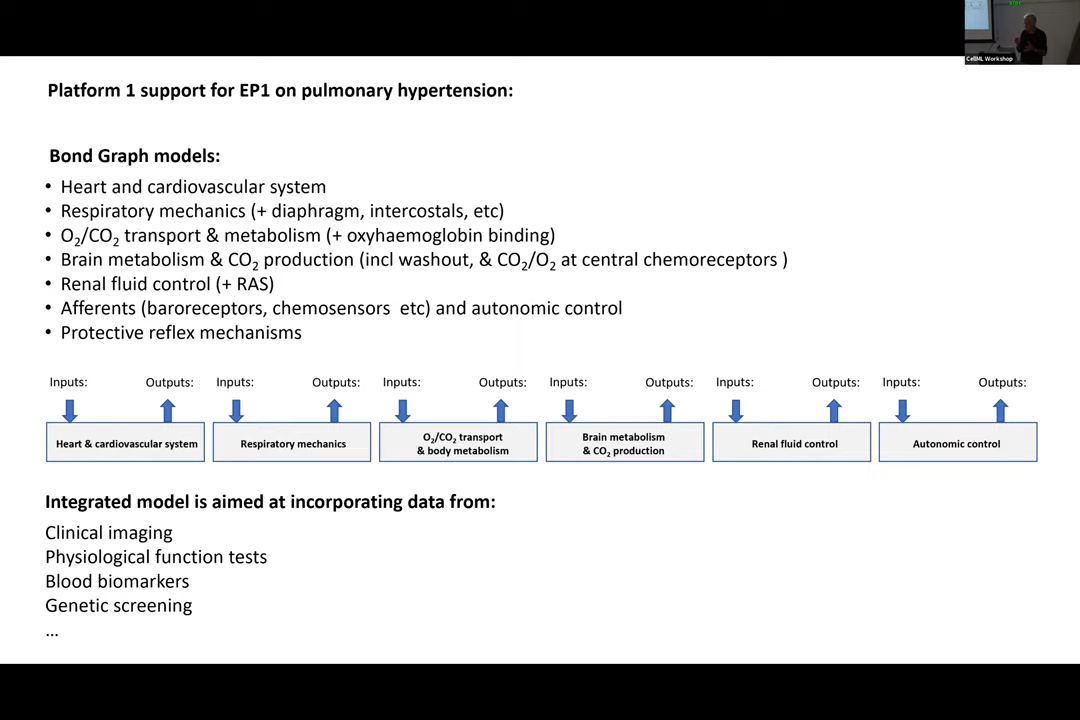 CellML Workshop
Platform 1 support for EP1 on pulmonary hypertension:
Bond Graph models:
• Heart and cardiovascular system
• Respiratory mechanics (+ diaphragm, intercostals, etc)
• O₂/CO₂ transport & metabolism (+ oxyhaemoglobin binding)
• Brain metabolism & CO₂ production (incl washout, & CO₂/O₂ at central chemoreceptors )
• Renal fluid control (+ RAS)
• Afferents (baroreceptors, chemosensors etc) and autonomic control
• Protective reflex mechanisms
Inputs: Outputs: Inputs: Outputs: Inputs: Outputs: Inputs: Outputs: Inputs: Outputs: Inputs: Outputs:
Heart & cardiovascular system
Respiratory mechanics
O₂/CO₂ transport
& body metabolism
Brain metabolism
& CO₂ production
Renal fluid control
Autonomic control
Integrated model is aimed at incorporating data from:
Clinical imaging
Physiological function tests
Blood biomarkers
Genetic screening
...